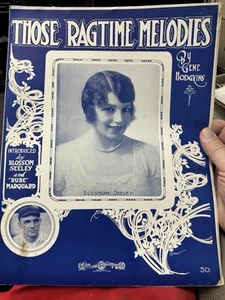 THOSE RAGTIME MELODIES
By
GENE
HODGKINS
INTRODUCED
by
BLOSSOM
SEELEY
and
"RUBE"
MARQUARD
BLOSSOM SEELEY
50